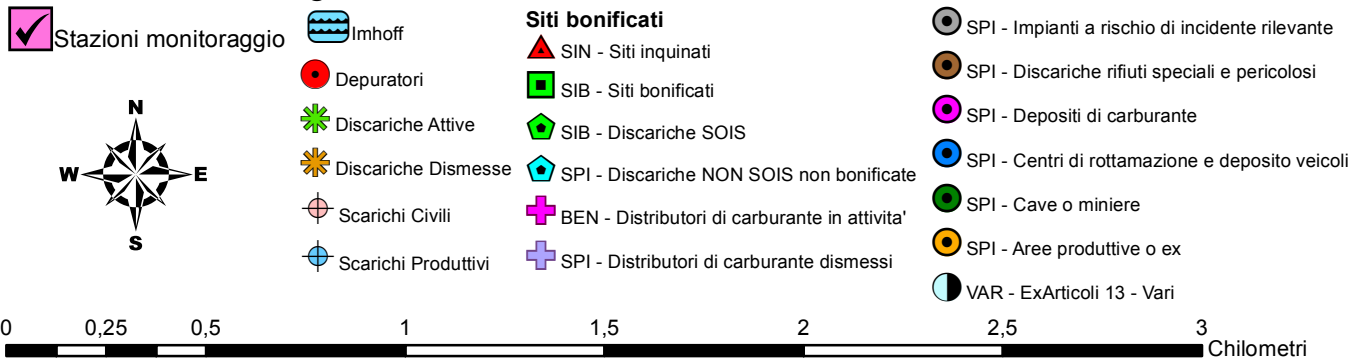 Stazioni monitoraggio
N
W E
S
Imhoff
Depuratori
Discariche Attive
Discariche Dismesse
Scarichi Civili
Scarichi Produttivi
Siti bonificati
SIN - Siti inquinati
SIB - Siti bonificati
SIB - Discariche SOIS
SPI - Discariche NON SOIS non bonificate
BEN - Distributori di carburante in attivita'
SPI - Distributori di carburante dismessi
SPI - Impianti a rischio di incidente rilevante
SPI - Discariche rifiuti speciali e pericolosi
SPI - Depositi di carburante
SPI - Centri di rottamazione e deposito veicoli
SPI - Cave o miniere
SPI - Aree produttive o ex
VAR - ExArticoli 13 - Vari
0 0,25 0,5 1 1,5 2 2,5 3
Chilometri